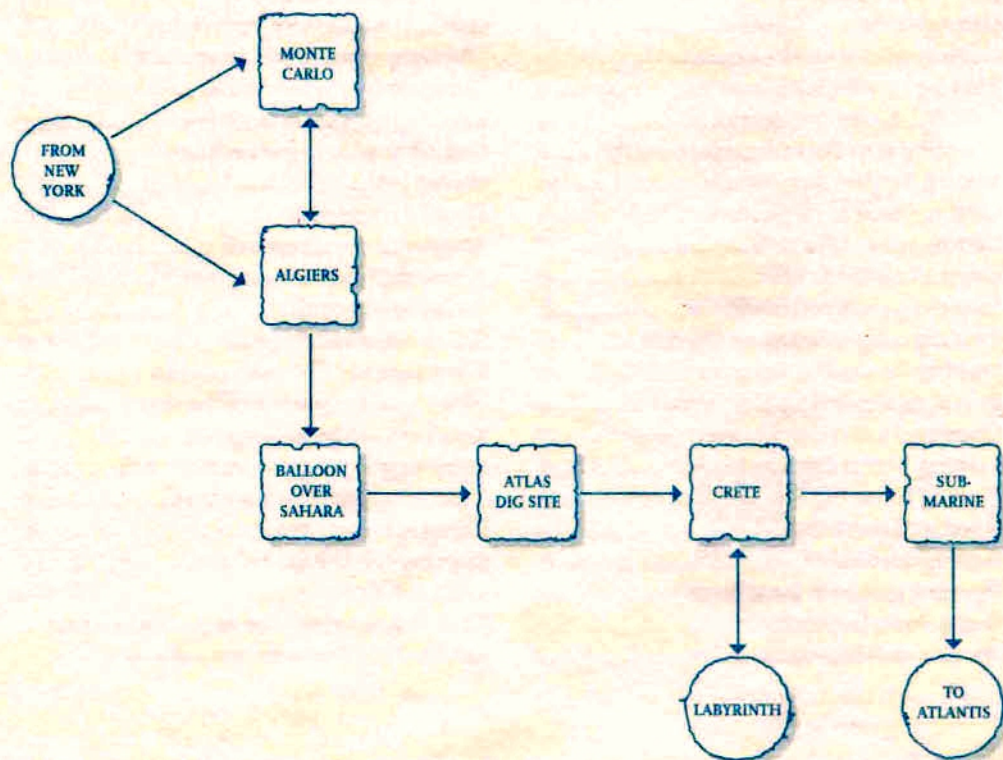 MONTE
CARLO
FROM
NEW
YORK
ALGIERS
BALLOON
OVER
SAHARA
ATLAS
DIG SITE
CRETE
SUB-
MARINE
LABYRINTH
TO
ATLANTIS